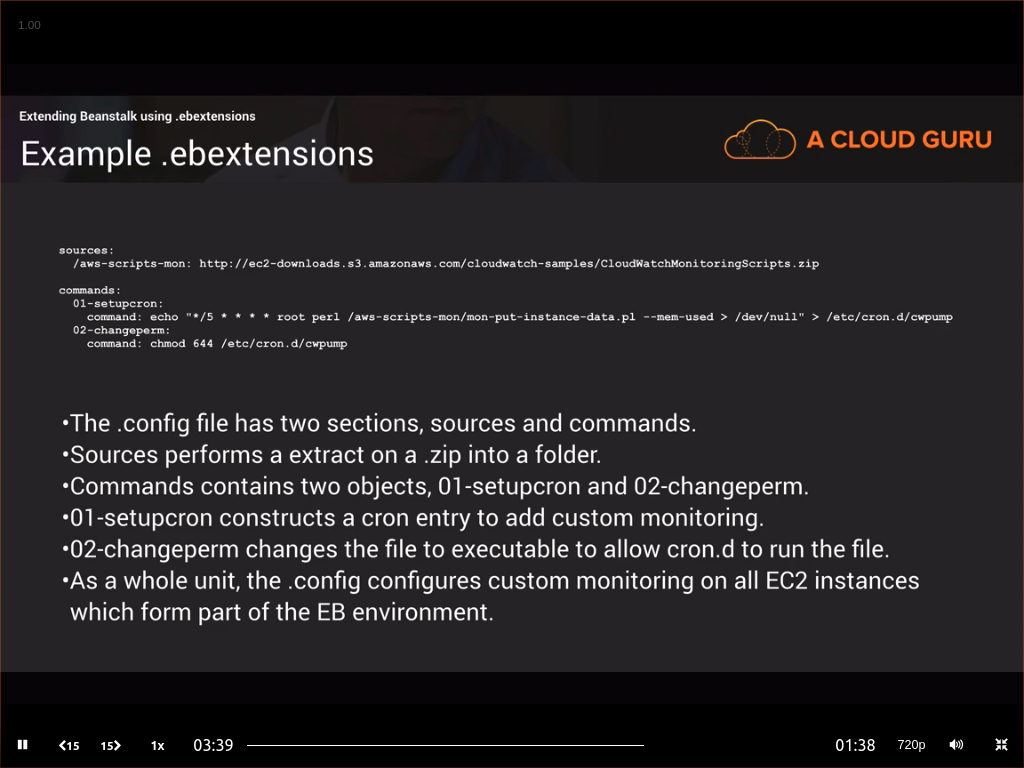 1.00
Extending Beanstalk using .ebextensions
Example .ebextensions
A CLOUD GURU
sources:
  /aws-scripts-mon: http://ec2-downloads.s3.amazonaws.com/cloudwatch-samples/CloudWatchMonitoringScripts.zip
commands:
  01-setupcron:
    command: echo "*/5 * * * * root perl /aws-scripts-mon/mon-put-instance-data.pl --mem-used > /dev/null" > /etc/cron.d/cwpump
  02-changeperm:
    command: chmod 644 /etc/cron.d/cwpump
•The .config file has two sections, sources and commands.
•Sources performs a extract on a .zip into a folder.
•Commands contains two objects, 01-setupcron and 02-changeperm.
•01-setupcron constructs a cron entry to add custom monitoring.
•02-changeperm changes the file to executable to allow cron.d to run the file.
•As a whole unit, the .config configures custom monitoring on all EC2 instances
which form part of the EB environment.
15 15 1x 03:39 01:38 720p